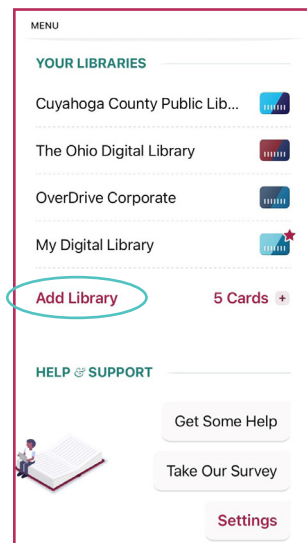 MENU
YOUR LIBRARIES
Cuyahoga County Public Lib...
The Ohio Digital Library
OverDrive Corporate
My Digital Library
Add Library 5 Cards +
HELP & SUPPORT
Get Some Help
Take Our Survey
Settings